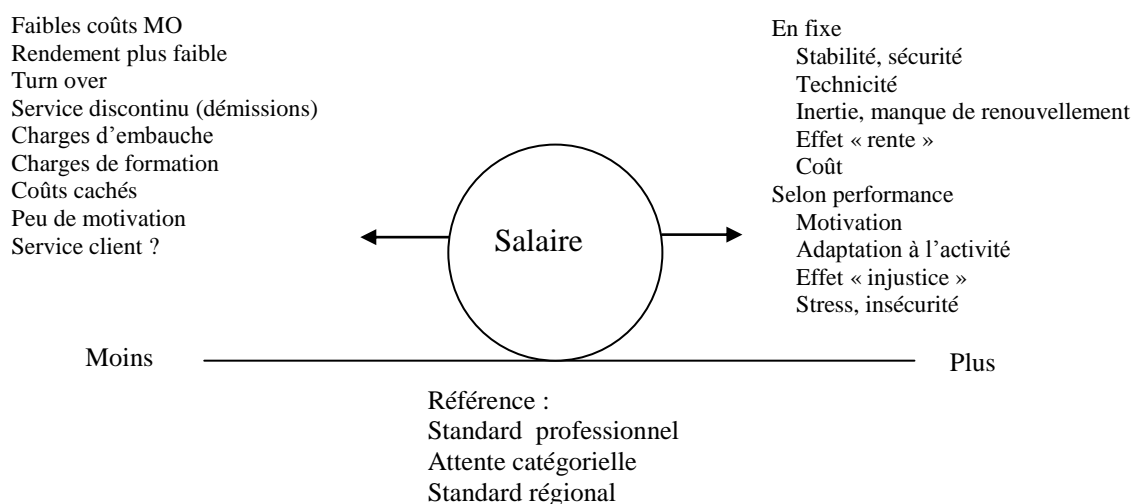 Faibles coûts MO
Rendement plus faible
Turn over
Service discontinu (démissions)
Charges d'embauche
Charges de formation
Coûts cachés
Peu de motivation
Service client ?
En fixe
Stabilité, sécurité
Technicité
Inertie, manque de renouvellement
Effet « rente »
Coût
Selon performance
Motivation
Adaptation à l'activité
Effet « injustice »
Stress, insécurité
Salaire
Moins
Plus
Référence :
Standard professionnel
Attente catégorielle
Standard régional